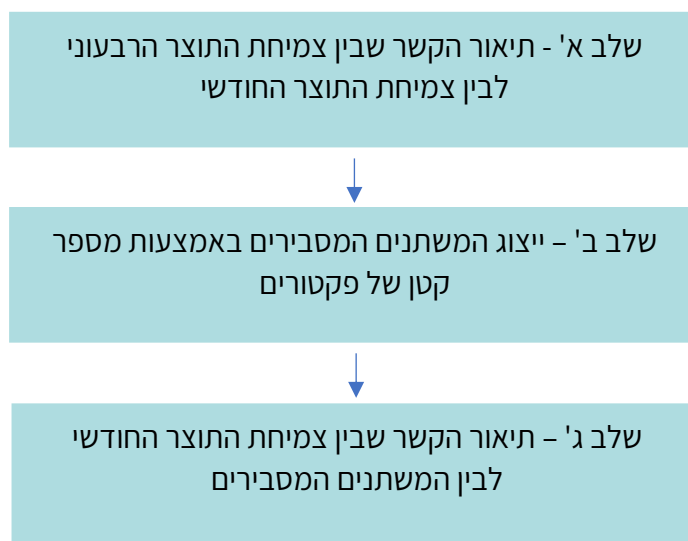 שלב א' - תיאור הקשר שבין צמיחת התוצר הרבעוני
לבין צמיחת התוצר החודשי
שלב ב' – ייצוג המשתנים המסבירים באמצעות מספר
קטן של פקטורים
שלב ג' – תיאור הקשר שבין צמיחת התוצר החודשי
לבין המשתנים המסבירים